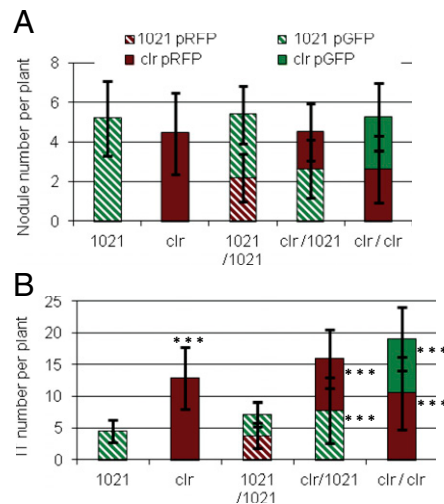 A
1021 pRFP 1021 pGFP
clr pRFP clr pGFP
Nodule number per plant
8
6
4
2
0
1021 clr 1021 clr/1021 clr/clr
/1021
B
IT number per plant
25
20
15
10
5
0
***
***
***
***
***
1021 clr 1021 clr/1021 clr/clr
/1021